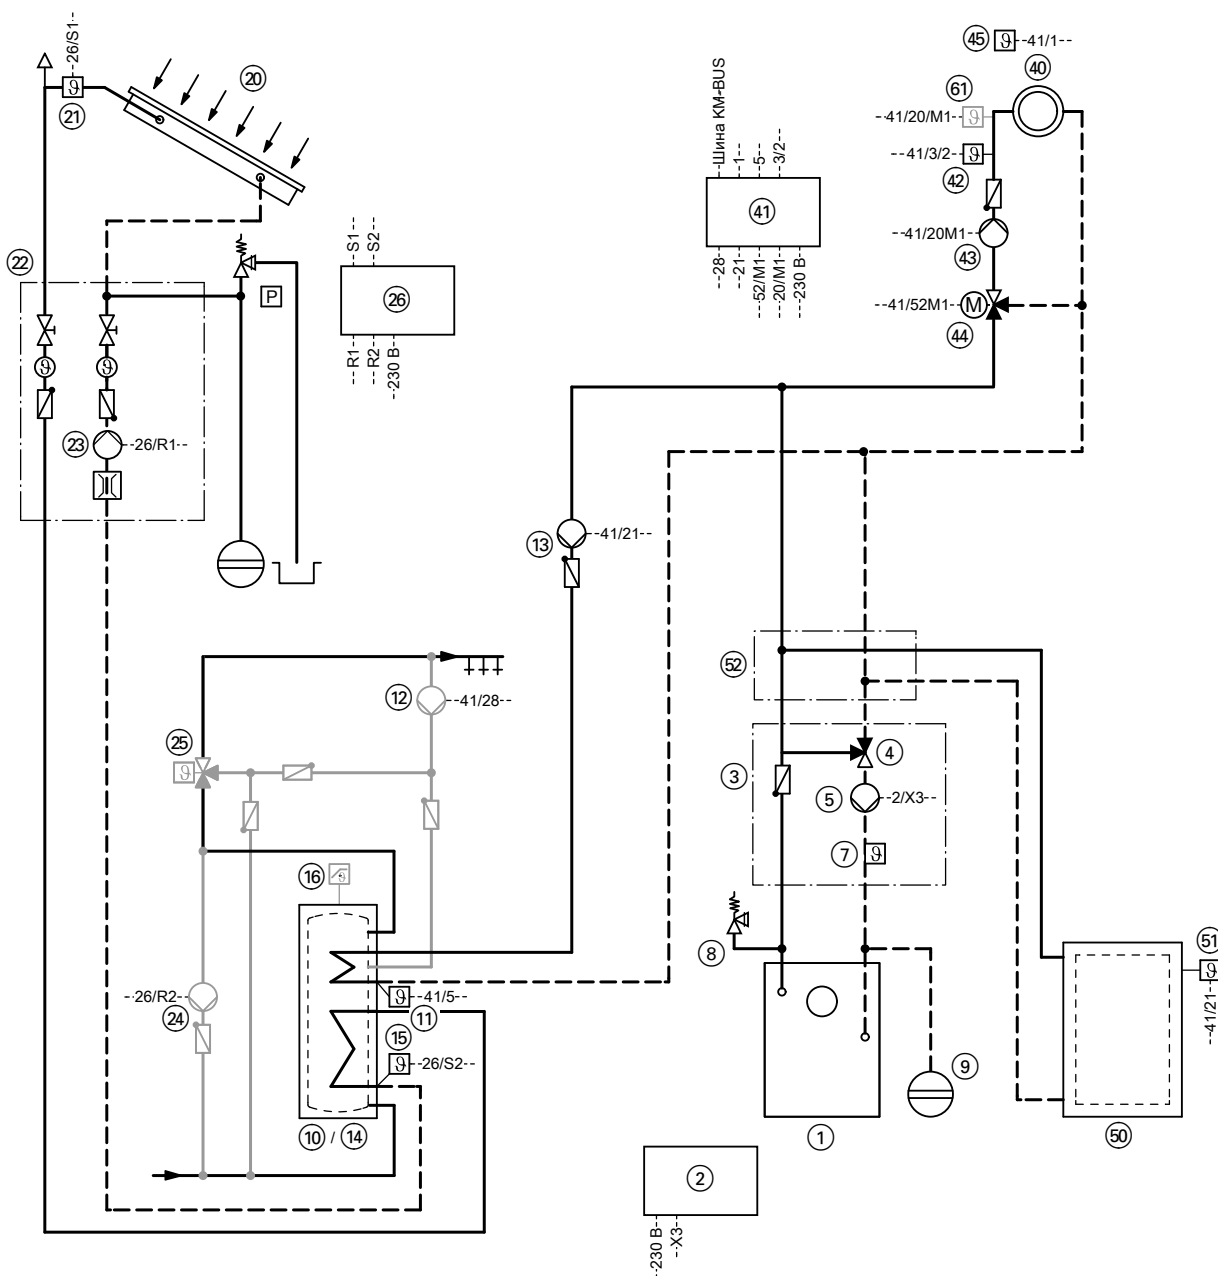 --26/S1--
ϑ
21
20
22
ϑ
ϑ
23
--26/R1--
P
--S1--
--S2--
26
--R1
--R2
--230 В--
--Шина KM-BUS
1--
5--
3/2--
41
--28--
--21--
--52/M1--
--20/M1--
--230 В--
45
ϑ
--41/1--
40
61
--41/20/M1--
ϑ
--41/3/2--
ϑ
42
--41/20M1--
43
--41/52M1--
M
44
13
--41/21--
52
12
--41/28--
25
ϑ
3
4
5
--2/X3--
7
ϑ
16
ϑ
8
51
ϑ
--41/21--
--26/R2--
24
ϑ
--41/5--
11
15
ϑ
--26/S2--
9
10 / 14
1
50
2
--230 В--
--X3--